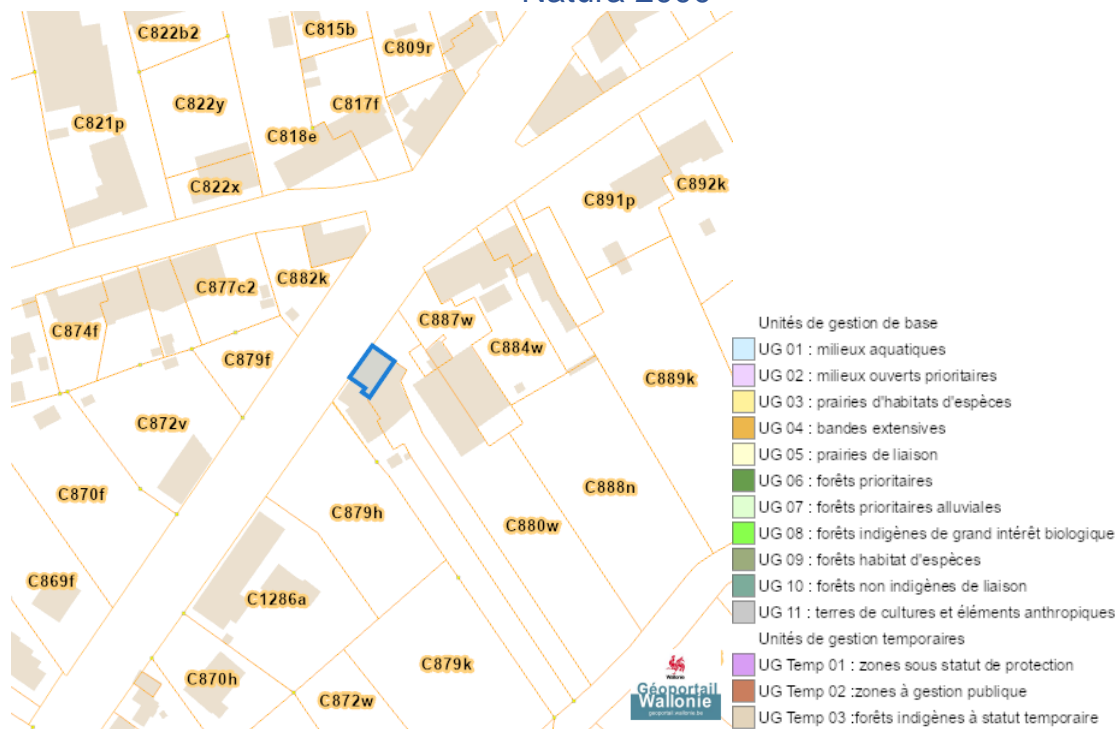 Natura 2000
C822b2
C815b
C809r
C822y
C817f
C821p
C818e
C822x
C892k
C891p
C882k
C877c2
C887w
C874f
C884w
C879f
C889k
C872v
C888n
C870f
C879h
C880w
C869f
C1286a
C879k
C870h
C872w
Wallonie
Géoportail
Wallonie
geoportail.wallonie.be
Unités de gestion de base
UG 01 : milieux aquatiques
UG 02 : milieux ouverts prioritaires
UG 03 : prairies d'habitats d'espèces
UG 04 : bandes extensives
UG 05 : prairies de liaison
UG 06 : forêts prioritaires
UG 07 : forêts prioritaires alluviales
UG 08 : forêts indigènes de grand intérêt biologique
UG 09 : forêts habitat d'espèces
UG 10 : forêts non indigènes de liaison
UG 11 : terres de cultures et éléments anthropiques
Unités de gestion temporaires
UG Temp 01 : zones sous statut de protection
UG Temp 02 :zones à gestion publique
UG Temp 03 :forêts indigènes à statut temporaire